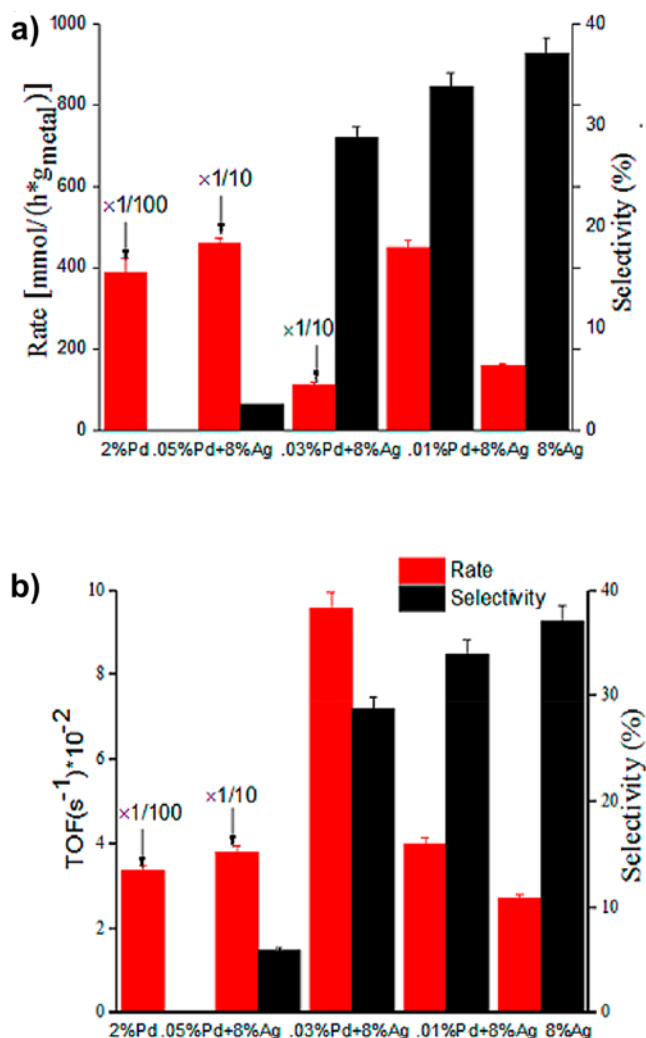 a)
Rate [mmol/(h*g_metal)]
1000
800
600
400
200
0
×1/100
×1/10
×1/10
40
30
20
10
0
Selectivity (%)
2%Pd .05%Pd+8%Ag .03%Pd+8%Ag .01%Pd+8%Ag 8%Ag
b)
Rate
Selectivity
TOF(s⁻¹)*10⁻²
10
8
6
4
2
0
×1/100
×1/10
40
30
20
10
0
Selectivity (%)
2%Pd .05%Pd+8%Ag .03%Pd+8%Ag .01%Pd+8%Ag 8%Ag